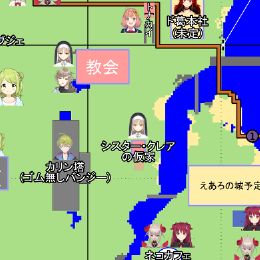 ド葛本社
(未定)
教会
シスター・クレア
の仮家
カリン塔
(ゴム無しバンジー)
えあろの城予定
ネコカフェ